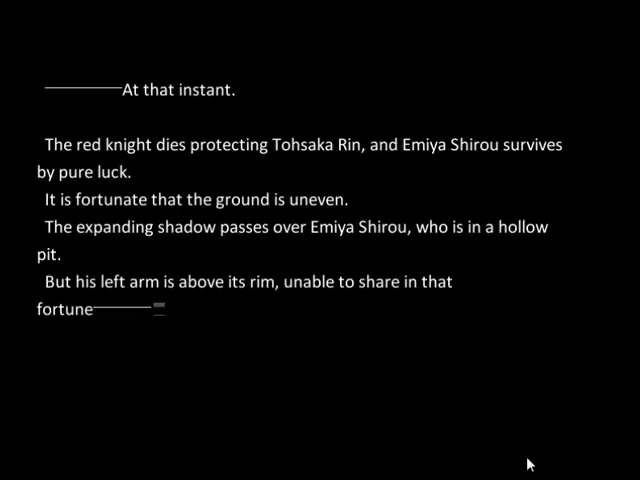 ————At that instant.
The red knight dies protecting Tohsaka Rin, and Emiya Shirou survives
by pure luck.
It is fortunate that the ground is uneven.
The expanding shadow passes over Emiya Shirou, who is in a hollow
pit.
But his left arm is above its rim, unable to share in that
fortune———